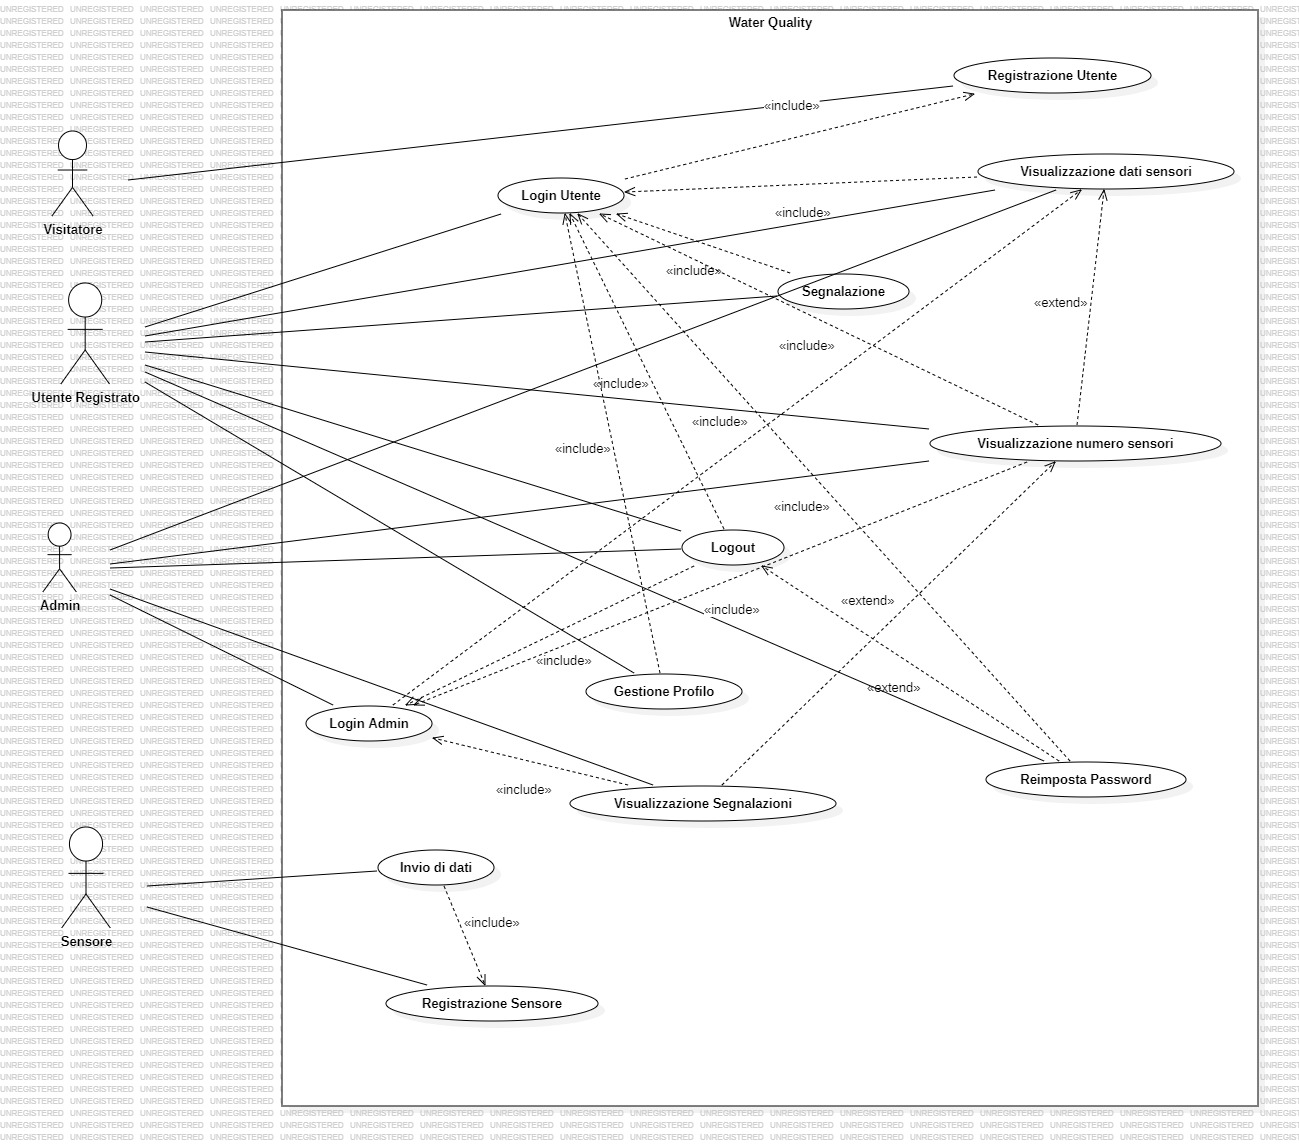 Water Quality
Registrazione Utente
«include»
Visualizzazione dati sensori
Login Utente
Visitatore
«include»
«include»
Segnalazione
«extend»
«include»
Utente Registrato
«include»
«include»
Visualizzazione numero sensori
«include»
«include»
Logout
Admin
«extend»
«include»
«include»
Gestione Profilo
«extend»
Login Admin
Reimposta Password
«include»
Visualizzazione Segnalazioni
Invio di dati
«include»
Sensore
Registrazione Sensore
UNREGISTERED